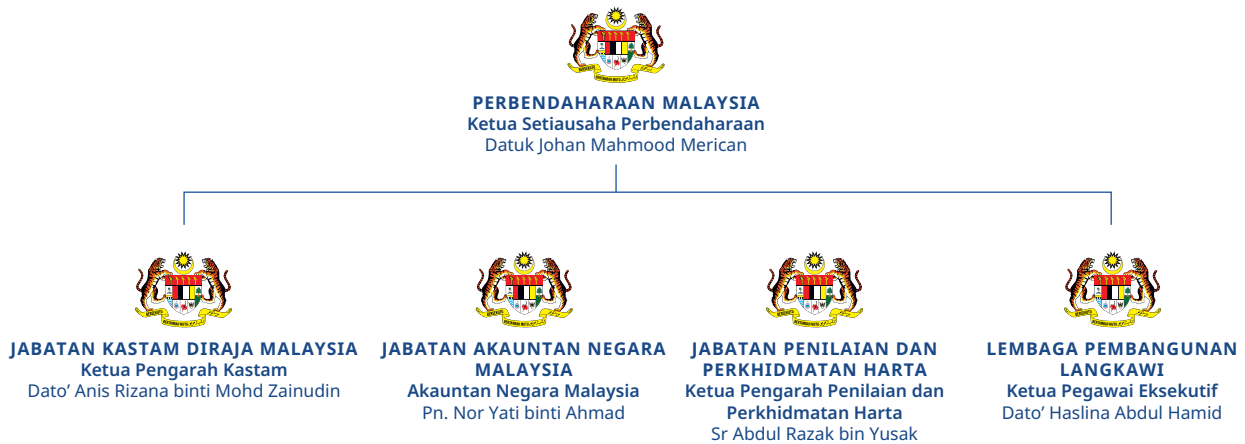 PERBENDAHARAAN MALAYSIA
Ketua Setiausaha Perbendaharaan
Datuk Johan Mahmood Merican
JABATAN KASTAM DIRAJA MALAYSIA
Ketua Pengarah Kastam
Dato’ Anis Rizana binti Mohd Zainudin
JABATAN AKAUNTAN NEGARA
MALAYSIA
Akauntan Negara Malaysia
Pn. Nor Yati binti Ahmad
JABATAN PENILAIAN DAN
PERKHIDMATAN HARTA
Ketua Pengarah Penilaian dan
Perkhidmatan Harta
Sr Abdul Razak bin Yusak
LEMBAGA PEMBANGUNAN
LANGKAWI
Ketua Pegawai Eksekutif
Dato’ Haslina Abdul Hamid